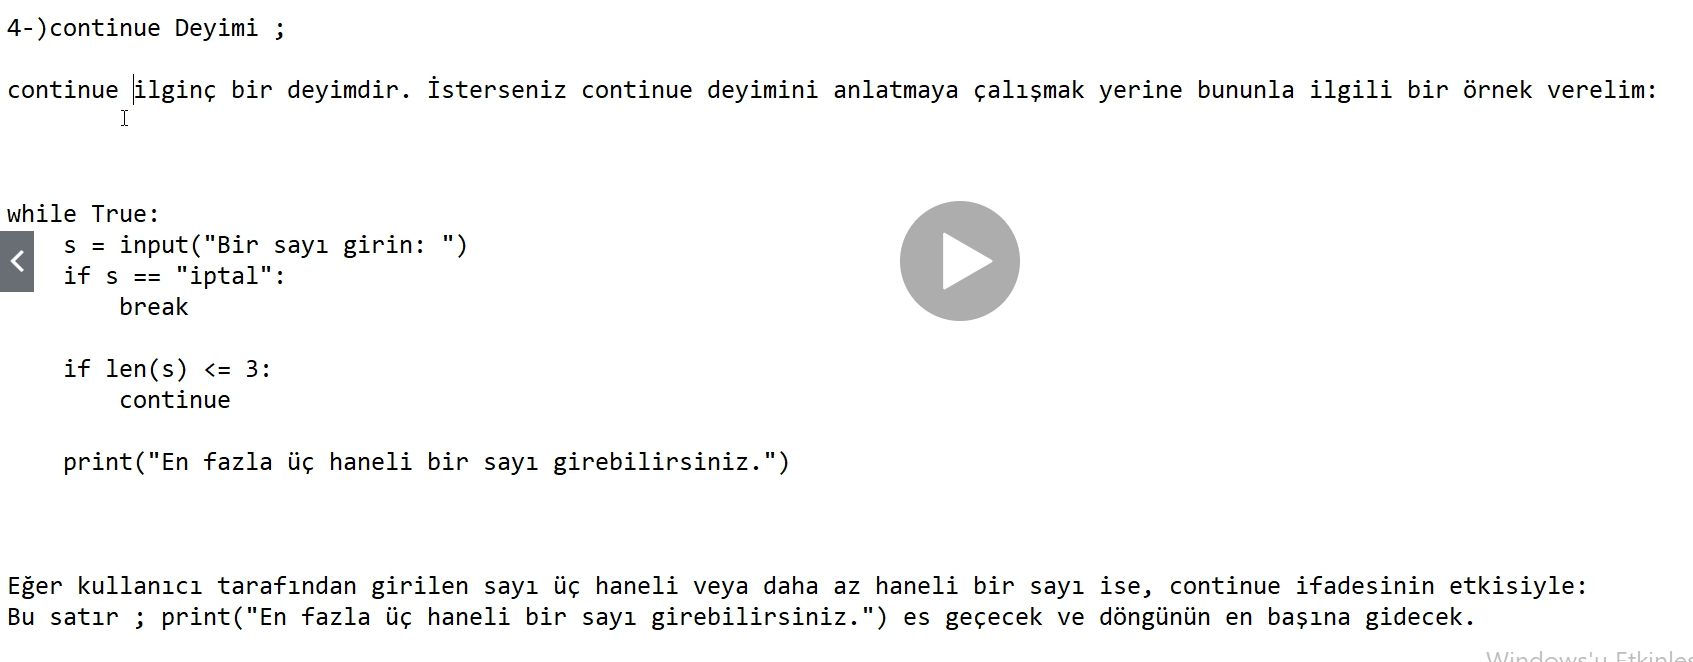 4-)continue Deyimi ;
continue ilginç bir deyimdir. İsterseniz continue deyimini anlatmaya çalışmak yerine bununla ilgili bir örnek verelim:
while True:
    s = input("Bir sayı girin: ")
    if s == "iptal":
        break
    if len(s) <= 3:
        continue
    print("En fazla üç haneli bir sayı girebilirsiniz.")
Eğer kullanıcı tarafından girilen sayı üç haneli veya daha az haneli bir sayı ise, continue ifadesinin etkisiyle:
Bu satır ; print("En fazla üç haneli bir sayı girebilirsiniz.") es geçecek ve döngünün en başına gidecek.
Windows'u